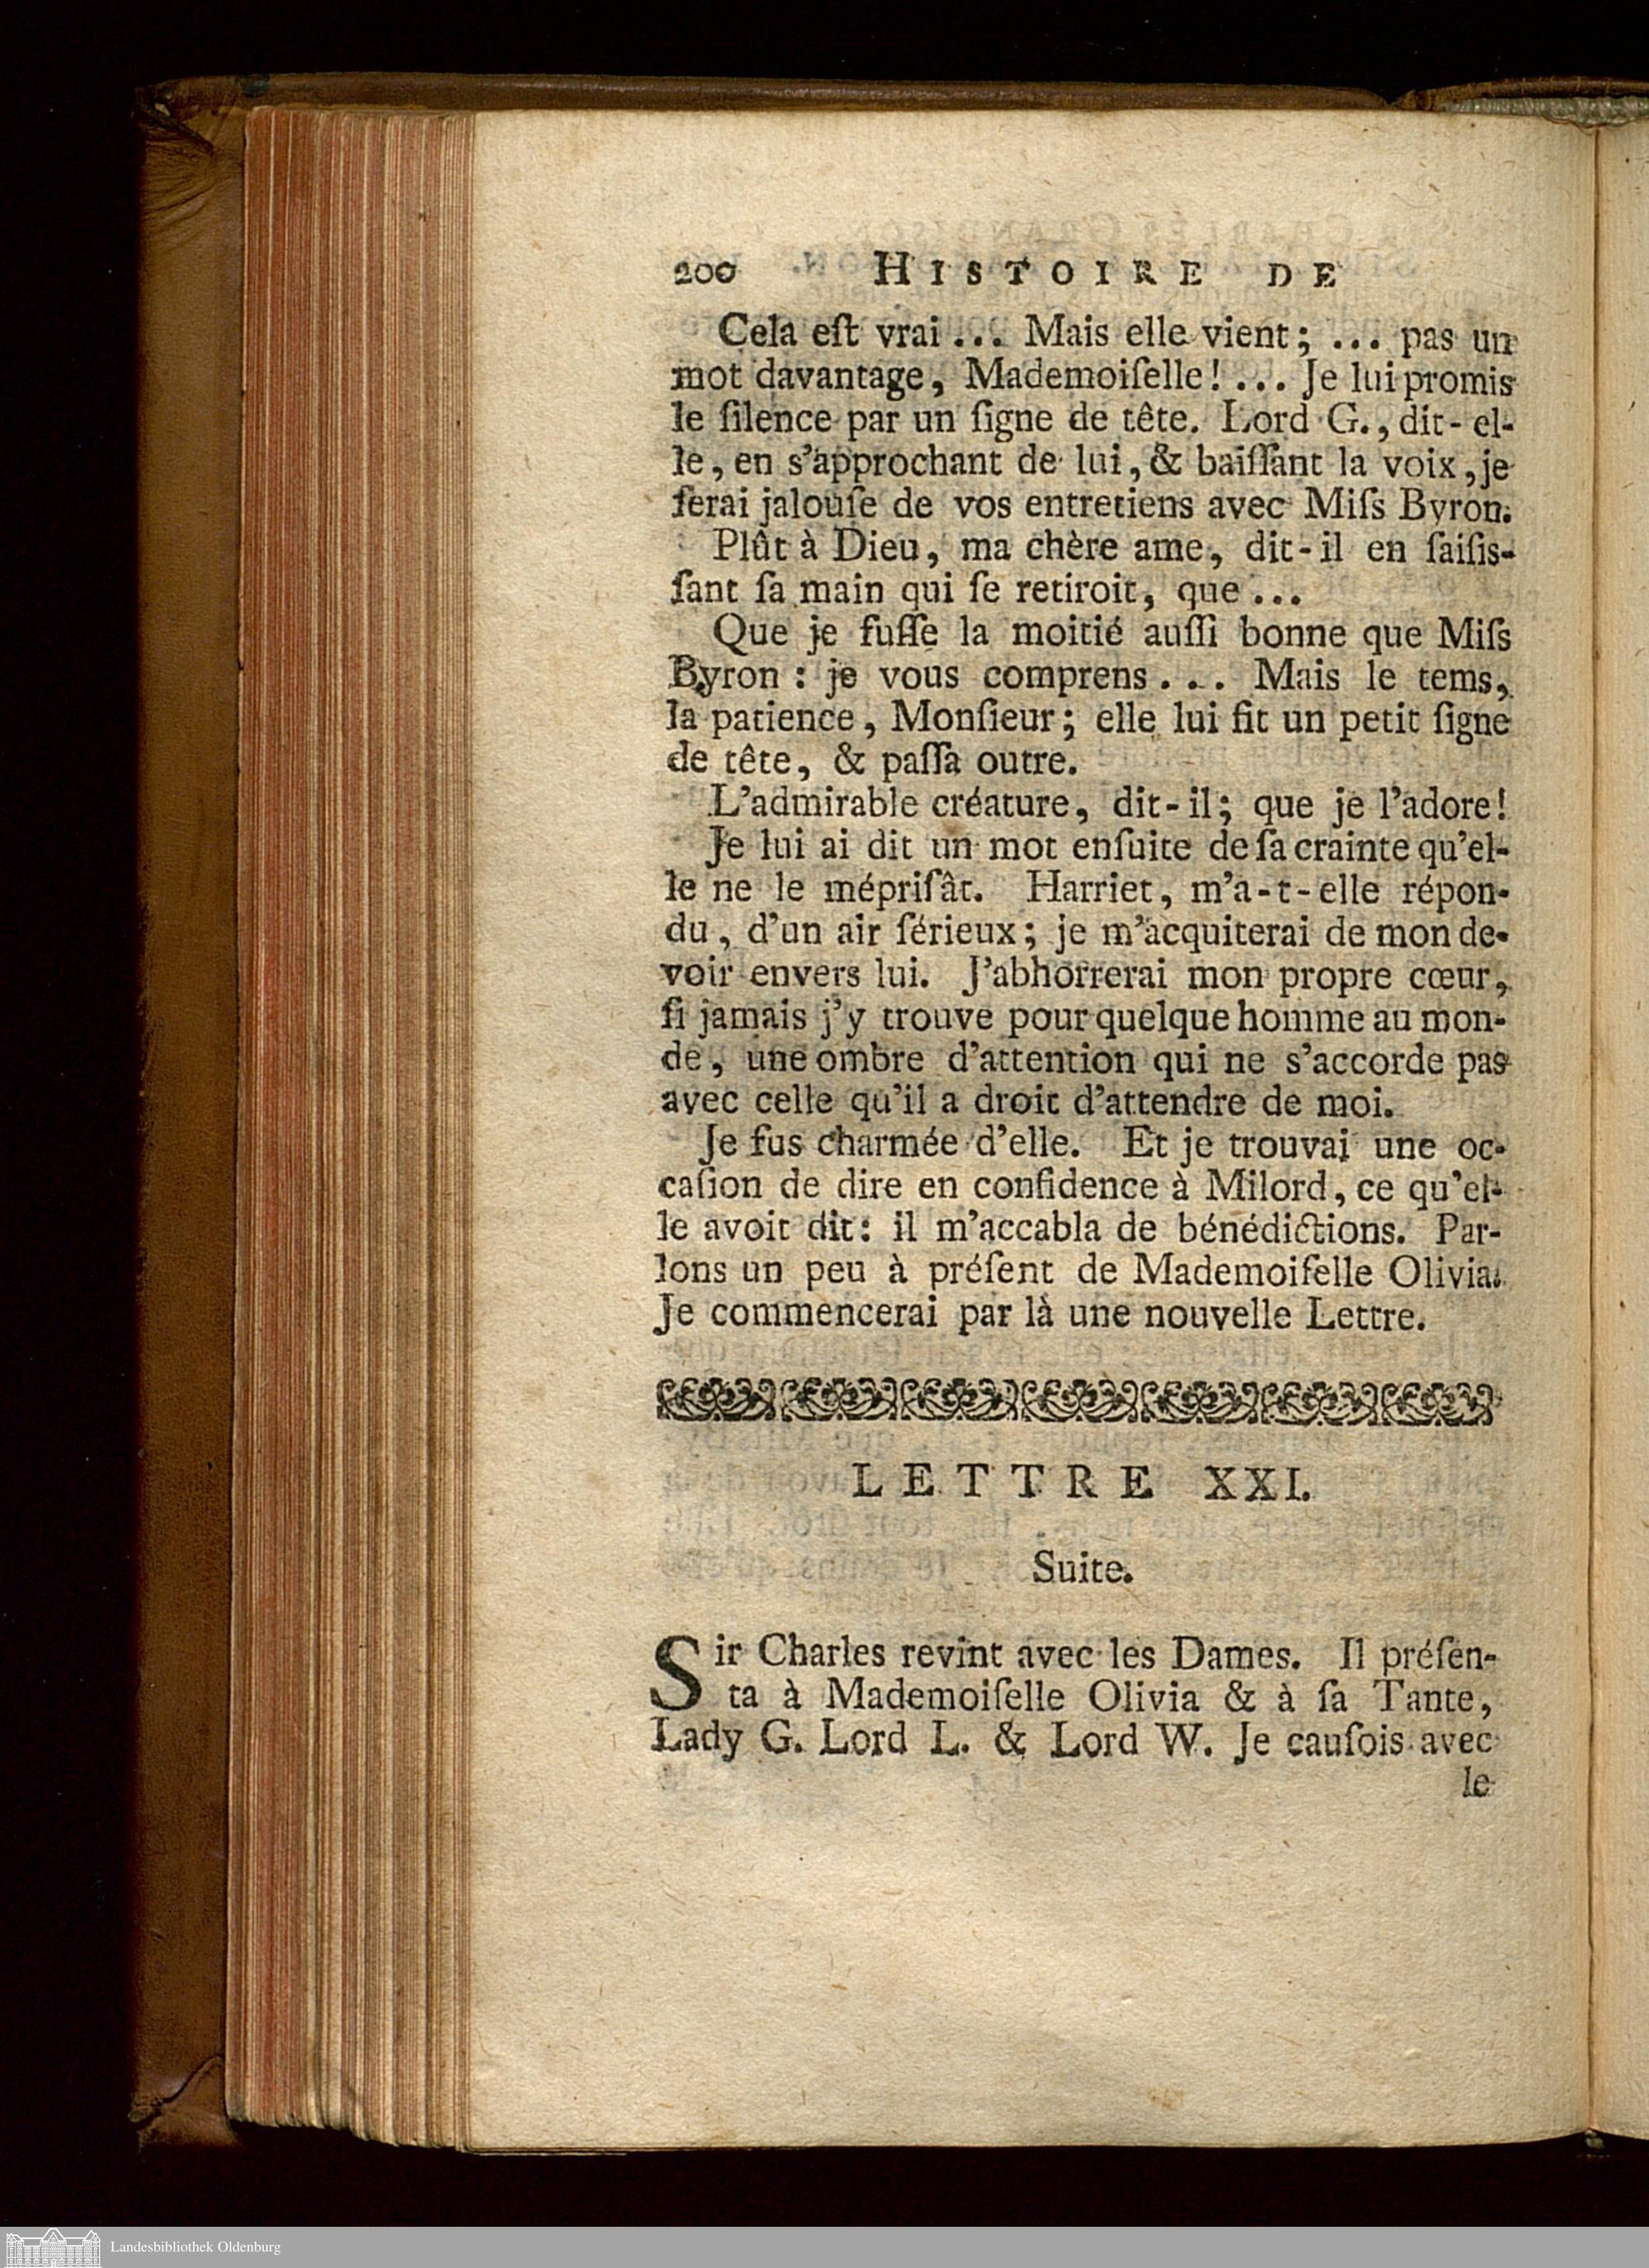 200 HISTOIRE DE
Cela eſt vrai... Mais elle vient; ... pas un
mot davantage, Mademoiſelle!... Je lui promis
le ſilence par un ſigne de tête. Lord G., dit-el-
le, en s'approchant de lui, & baiſſant la voix, je
ſerai jalouſe de vos entretiens avec Miſs Byron.
Plût à Dieu, ma chère ame, dit-il en ſaiſis-
ſant ſa main qui ſe retiroit, que...
Que je fuſſe la moitié auſſi bonne que Miſs
Byron : je vous comprens... Mais le tems,
la patience, Monſieur; elle lui fit un petit ſigne
de tête, & paſſa outre.
L'admirable créature, dit-il; que je l'adore!
Je lui ai dit un mot enſuite de ſa crainte qu'el-
le ne le mépriſât. Harriet, m'a-t-elle répon-
du, d'un air ſérieux; je m'acquiterai de mon de-
voir envers lui. J'abhorrerai mon propre cœur,
ſi jamais j'y trouve pour quelque homme au mon-
de, une ombre d'attention qui ne s'accorde pas
avec celle qu'il a droit d'attendre de moi.
Je fus charmée d'elle. Et je trouvai une oc-
caſion de dire en confidence à Milord, ce qu'el-
le avoit dit: il m'accabla de bénédictions. Par-
lons un peu à préſent de Mademoiſelle Olivia.
Je commencerai par là une nouvelle Lettre.
LETTRE XXI.
Suite.
Sir Charles revint avec les Dames. Il préſen-
ta à Mademoiſelle Olivia & à ſa Tante,
Lady G. Lord L. & Lord W. Je cauſois avec
le
Landesbibliothek Oldenburg